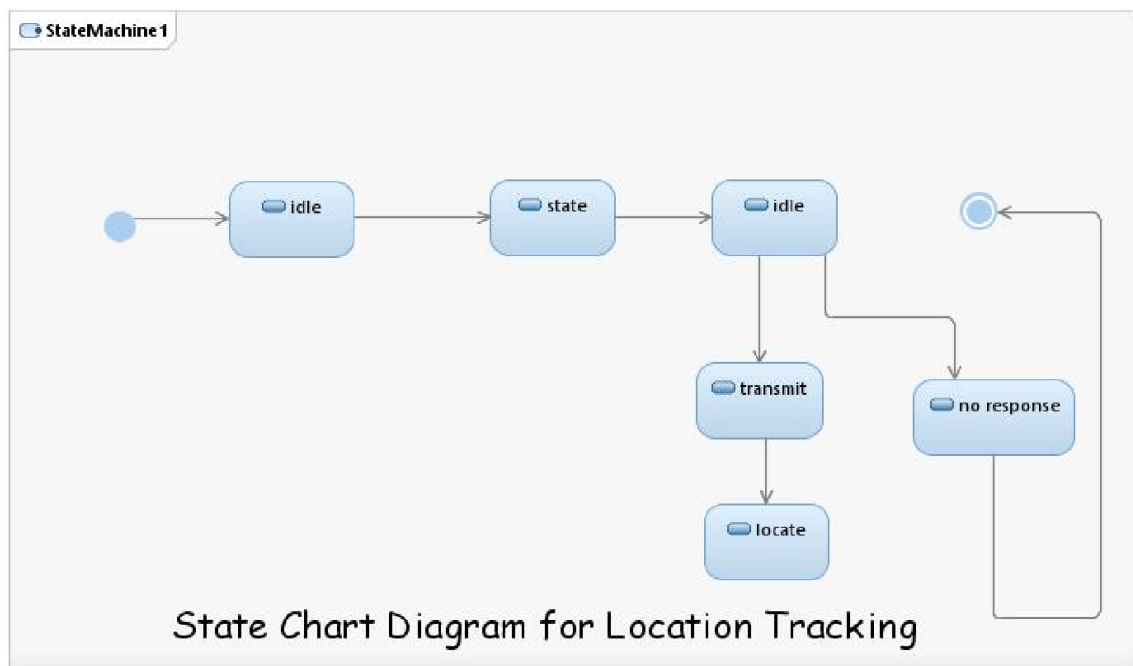 StateMachine1
idle
state
idle
transmit
no response
locate
State Chart Diagram for Location Tracking